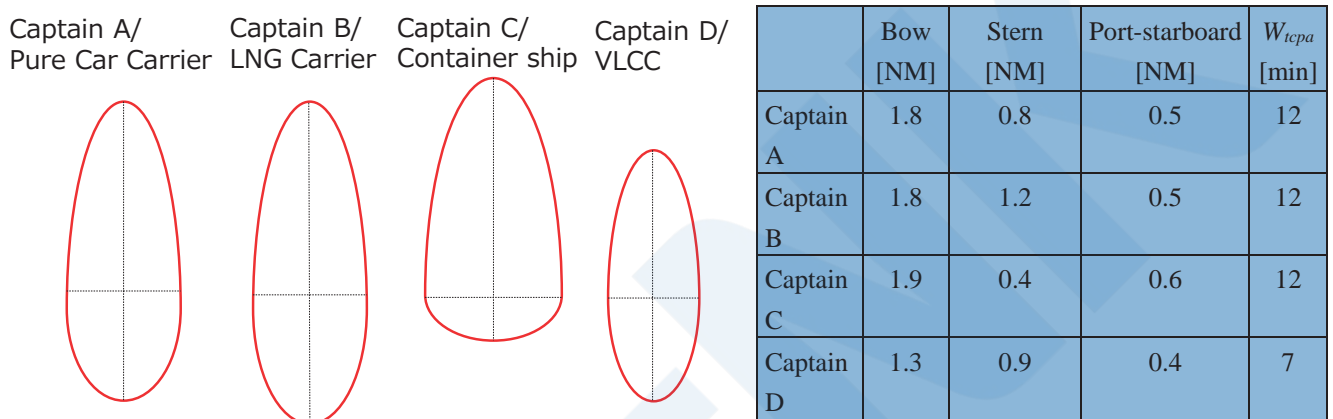 Captain A/
Pure Car Carrier
Captain B/
LNG Carrier
Captain C/
Container ship
Captain D/
VLCC
Bow
[NM]
Stern
[NM]
Port-starboard
[NM]
Wtcpa
[min]
Captain
A
1.8
0.8
0.5
12
Captain
B
1.8
1.2
0.5
12
Captain
C
1.9
0.4
0.6
12
Captain
D
1.3
0.9
0.4
7